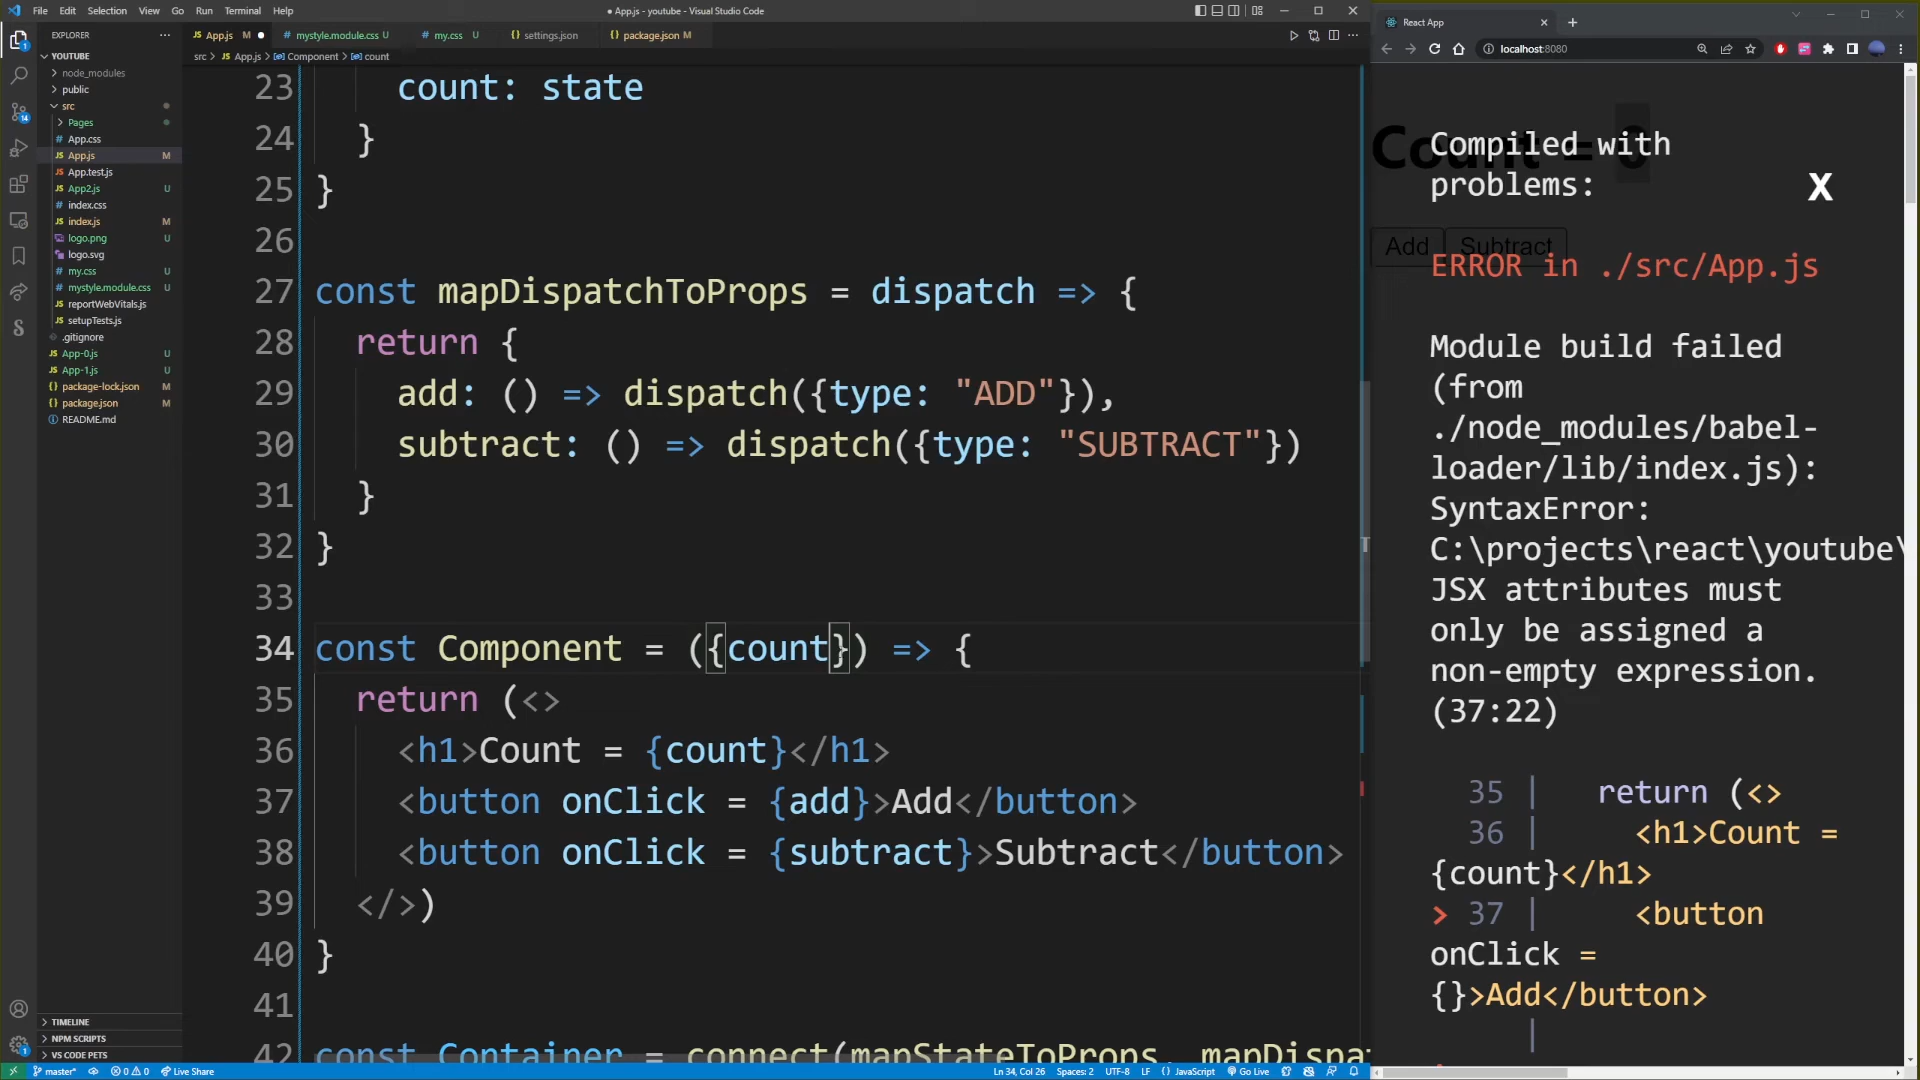 File Edit Selection View Go Run Terminal Help
● App.js - youtube - Visual Studio Code
EXPLORER
YOUTUBE
node_modules
public
src
Pages
App.css
App.js M
App.test.js
App2.js U
index.css
index.js M
logo.png U
logo.svg
my.css U
mystyle.module.css U
reportWebVitals.js
setupTests.js
.gitignore
App-0.js U
App-1.js U
package-lock.json M
package.json M
README.md
TIMELINE
NPM SCRIPTS
VS CODE PETS
App.js M ●
mystyle.module.css U
my.css U
settings.json
package.json M
src > App.js > Component > count
23 count: state
24 }
25 }
26
27 const mapDispatchToProps = dispatch => {
28 return {
29 add: () => dispatch({type: "ADD"}),
30 subtract: () => dispatch({type: "SUBTRACT"})
31 }
32 }
33
34 const Component = ({count}) => {
35 return (<>
36 <h1>Count = {count}</h1>
37 <button onClick = {add}>Add</button>
38 <button onClick = {subtract}>Subtract</button>
39 </>)
40 }
41
42 const Container = connect(mapStateToProps, mapDispat
master* 0 0 Live Share
Ln 34, Col 26 Spaces: 2 UTF-8 LF {} JavaScript Go Live
React App
localhost:8080
Count = 0
Add Subtract
Compiled with
problems:
X
ERROR in ./src/App.js
Module build failed
(from
./node_modules/babel-
loader/lib/index.js):
SyntaxError:
C:\projects\react\youtube\
JSX attributes must
only be assigned a
non-empty expression.
(37:22)
35 | return (<>
36 | <h1>Count =
{count}</h1>
> 37 | <button
onClick =
{}>Add</button>
|